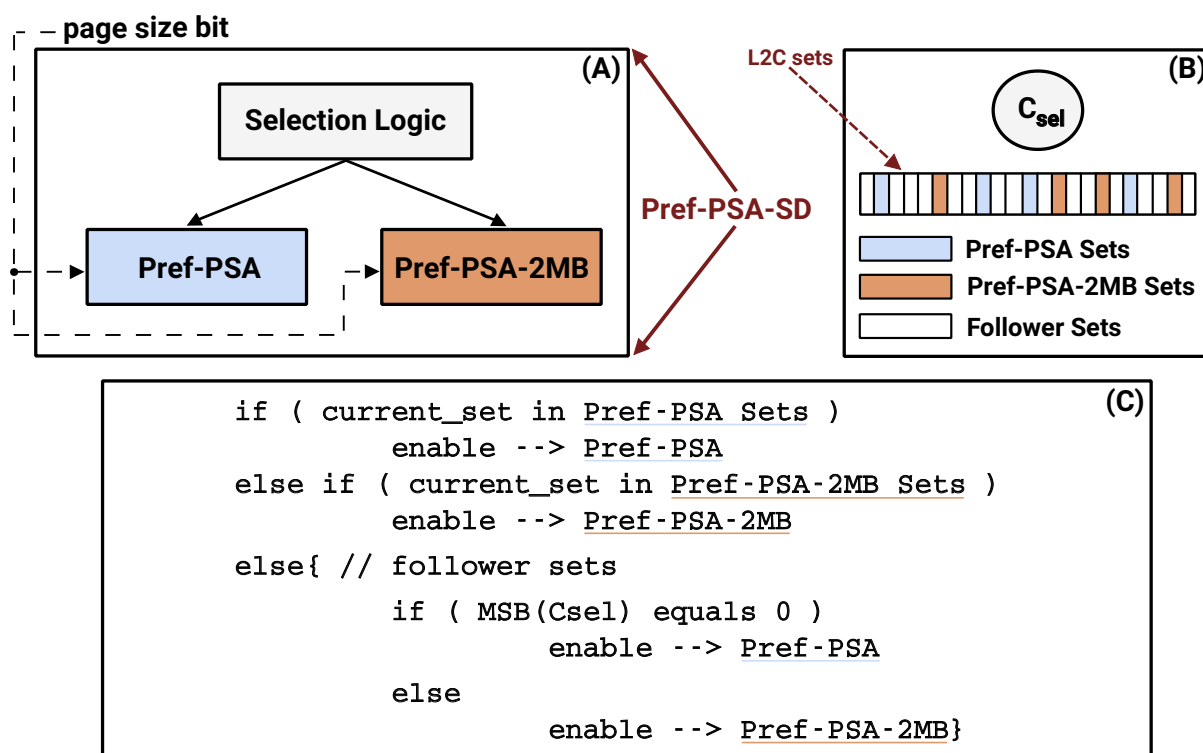 page size bit
(A)
Selection Logic
Pref-PSA
Pref-PSA-2MB
Pref-PSA-SD
L2C sets
(B)
Csel
Pref-PSA Sets
Pref-PSA-2MB Sets
Follower Sets
(C)
if ( current_set in Pref-PSA Sets )
enable --> Pref-PSA
else if ( current_set in Pref-PSA-2MB Sets )
enable --> Pref-PSA-2MB
else{ // follower sets
if ( MSB(Csel) equals 0 )
enable --> Pref-PSA
else
enable --> Pref-PSA-2MB}